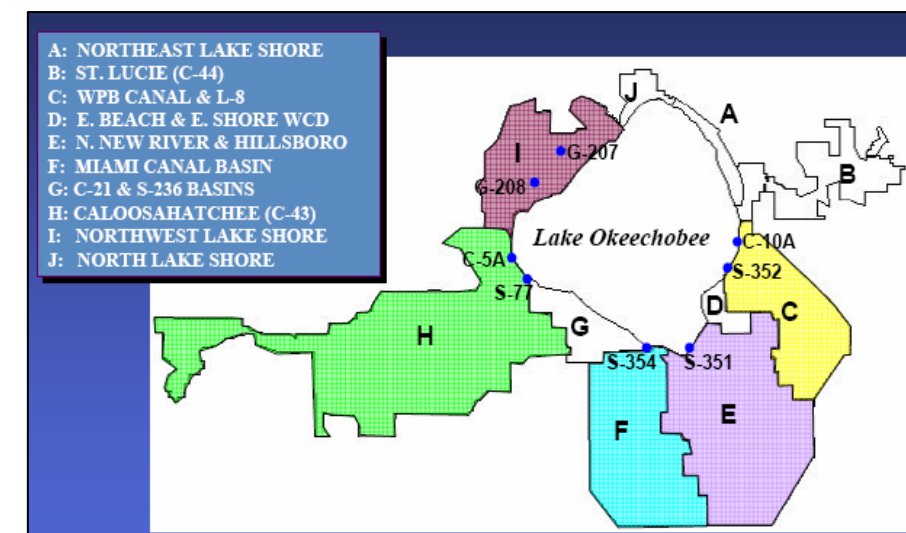 A: NORTHEAST LAKE SHORE
B: ST. LUCIE (C-44)
C: WPB CANAL & L-8
D: E. BEACH & E. SHORE WCD
E: N. NEW RIVER & HILLSBORO
F: MIAMI CANAL BASIN
G: C-21 & S-236 BASINS
H: CALOOSAHATCHEE (C-43)
I: NORTHWEST LAKE SHORE
J: NORTH LAKE SHORE
J
A
I
G-207
B
G-208
Lake Okeechobee
C-10A
C-5A
S-352
S-77
D
C
G
H
S-354
S-351
F
E